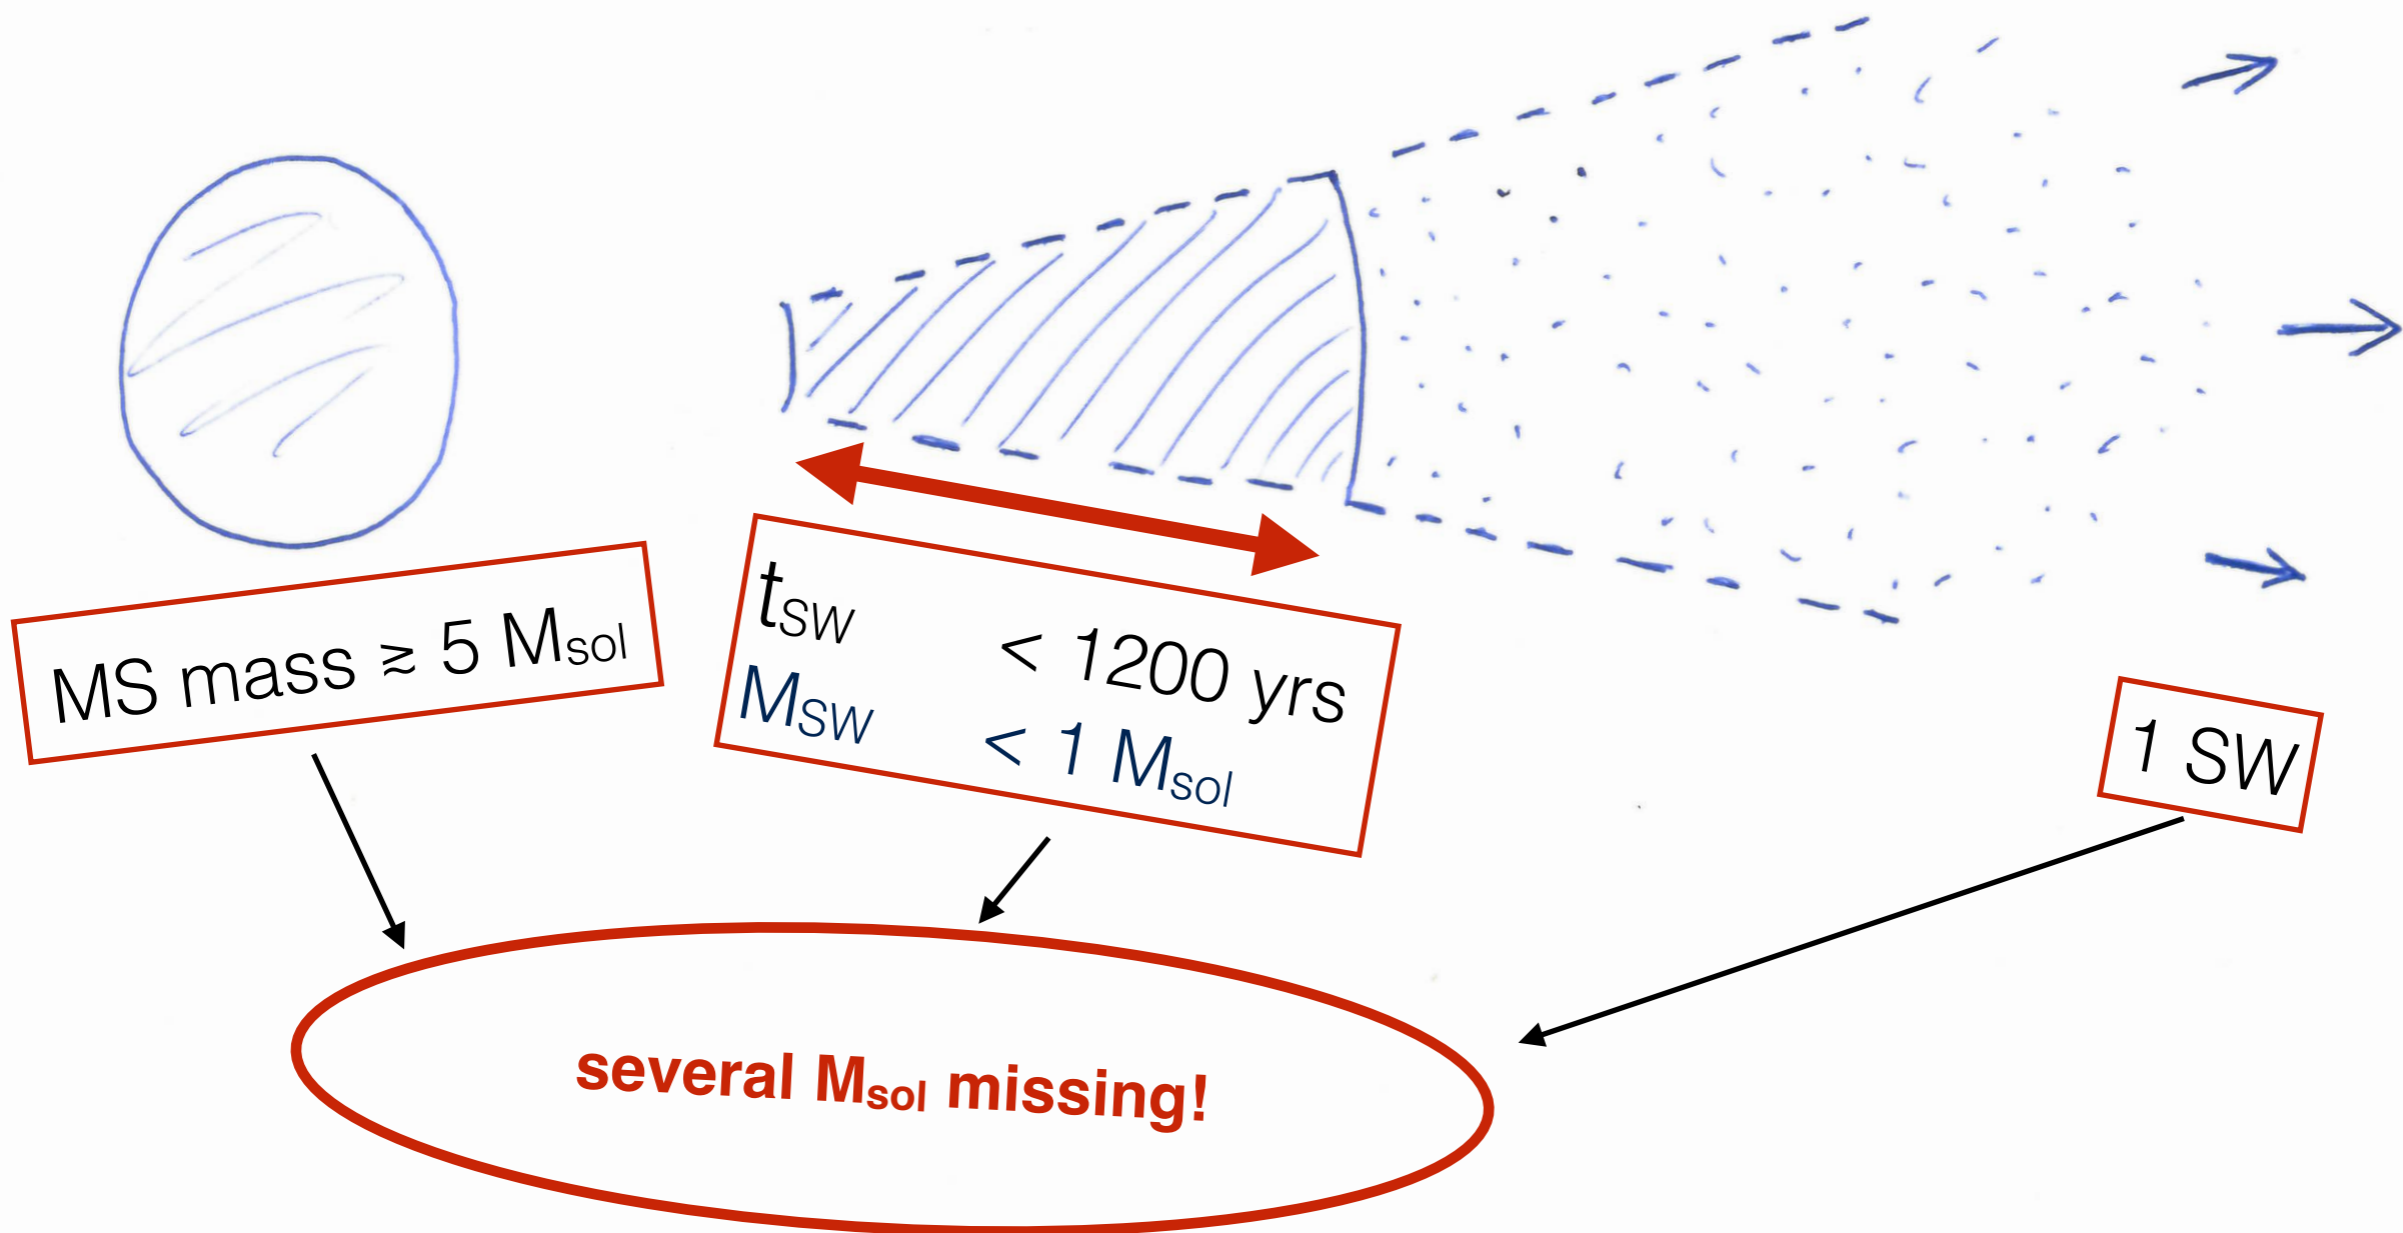 MS mass ≳ 5 Msol
tSW < 1200 yrs
MSW < 1 Msol
1 SW
several Msol missing!